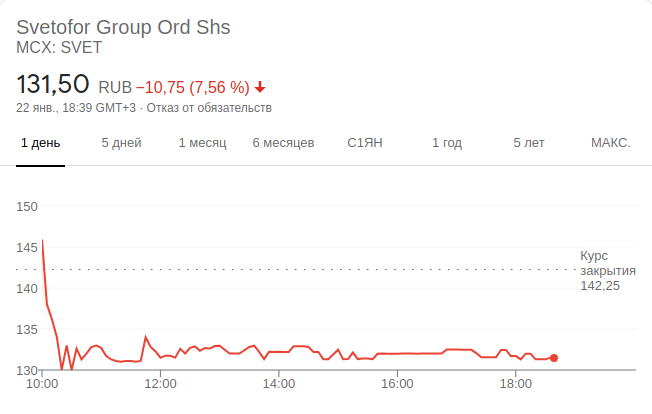 Svetofor Group Ord Shs
MCX: SVET
131,50 RUB −10,75 (7,56 %)
22 янв., 18:39 GMT+3 · Отказ от обязательств
1 день 5 дней 1 месяц 6 месяцев С1ЯН 1 год 5 лет МАКС.
150
145
Курс
закрытия
140
142,25
135
130
10:00 12:00 14:00 16:00 18:00